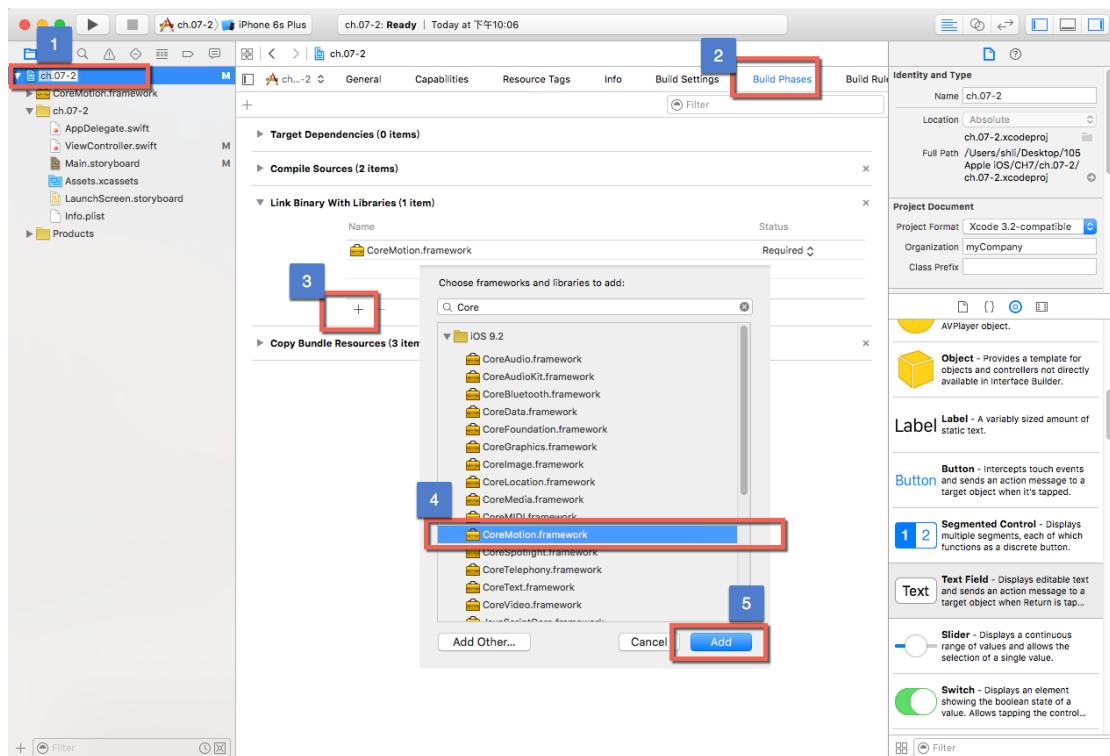 ch.07-2
iPhone 6s Plus
ch.07-2: Ready | Today at 下午10:06
1
ch.07-2 M
CoreMotion.framework
ch.07-2
AppDelegate.swift
ViewController.swift M
Main.storyboard M
Assets.xcassets
LaunchScreen.storyboard
Info.plist
Products
Filter
ch.07-2
2
ch...-2 General Capabilities Resource Tags Info Build Settings Build Phases Build Rule
Filter
Target Dependencies (0 items)
Compile Sources (2 items)
Link Binary With Libraries (1 item)
Name Status
CoreMotion.framework Required
3
Copy Bundle Resources (3 item
Choose frameworks and libraries to add:
Core
iOS 9.2
CoreAudio.framework
CoreAudioKit.framework
CoreBluetooth.framework
CoreData.framework
CoreFoundation.framework
CoreGraphics.framework
CoreImage.framework
CoreLocation.framework
CoreMedia.framework
4
CoreMIDI.framework
CoreMotion.framework
CoreSpotlight.framework
CoreTelephony.framework
CoreText.framework
CoreVideo.framework
JavaScriptCore.framework
5
Add Other... Cancel Add
Identity and Type
Name ch.07-2
Location Absolute
ch.07-2.xcodeproj
Full Path /Users/shli/Desktop/105
Apple iOS/CH7/ch.07-2/
ch.07-2.xcodeproj
Project Document
Project Format Xcode 3.2-compatible
Organization myCompany
Class Prefix
AVPlayer object.
Object - Provides a template for
objects and controllers not directly
available in Interface Builder.
Label Label - A variably sized amount of
static text.
Button Button - Intercepts touch events
and sends an action message to a
target object when it's tapped.
1 2 Segmented Control - Displays
multiple segments, each of which
functions as a discrete button.
Text Text Field - Displays editable text
and sends an action message to a
target object when Return is tap...
Slider - Displays a continuous
range of values and allows the
selection of a single value.
Switch - Displays an element
showing the boolean state of a
value. Allows tapping the control...
Filter